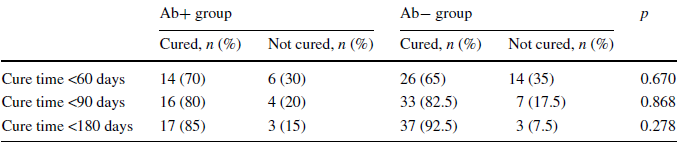 Ab+ group Ab− group p
Cured, n (%) Not cured, n (%) Cured, n (%) Not cured, n (%)
Cure time <60 days 14 (70) 6 (30) 26 (65) 14 (35) 0.670
Cure time <90 days 16 (80) 4 (20) 33 (82.5) 7 (17.5) 0.868
Cure time <180 days 17 (85) 3 (15) 37 (92.5) 3 (7.5) 0.278